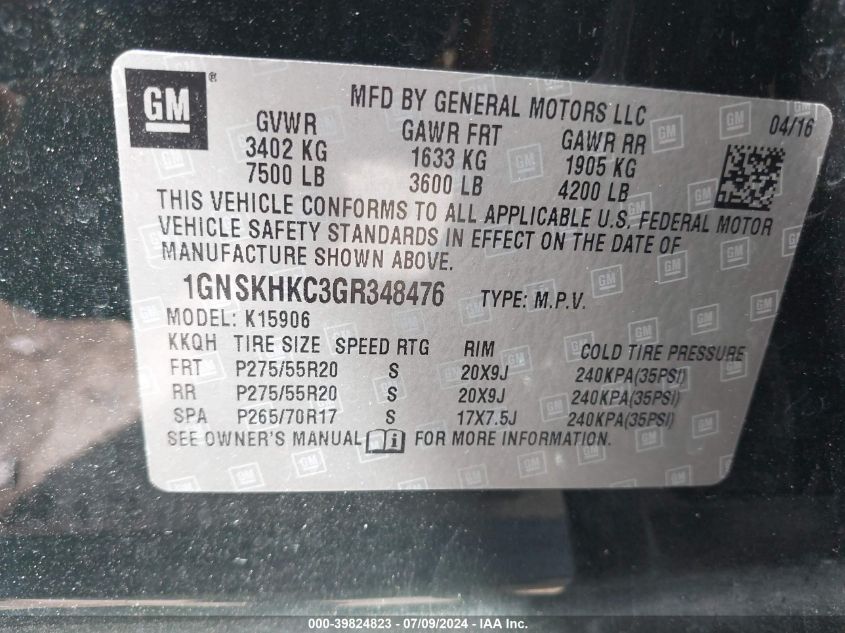 GM ®
MFD BY GENERAL MOTORS LLC
04/16
GVWR GAWR FRT GAWR RR
3402 KG 1633 KG 1905 KG
7500 LB 3600 LB 4200 LB
THIS VEHICLE CONFORMS TO ALL APPLICABLE U.S. FEDERAL MOTOR
VEHICLE SAFETY STANDARDS IN EFFECT ON THE DATE OF
MANUFACTURE SHOWN ABOVE.
1GNSKHKC3GR348476 TYPE: M.P.V.
MODEL: K15906
KKQH TIRE SIZE SPEED RTG RIM COLD TIRE PRESSURE
FRT P275/55R20 S 20X9J 240KPA(35PSI)
RR P275/55R20 S 20X9J 240KPA(35PSI)
SPA P265/70R17 S 17X7.5J 240KPA(35PSI)
SEE OWNER'S MANUAL i FOR MORE INFORMATION.
000-39824823 - 07/09/2024 - IAA Inc.